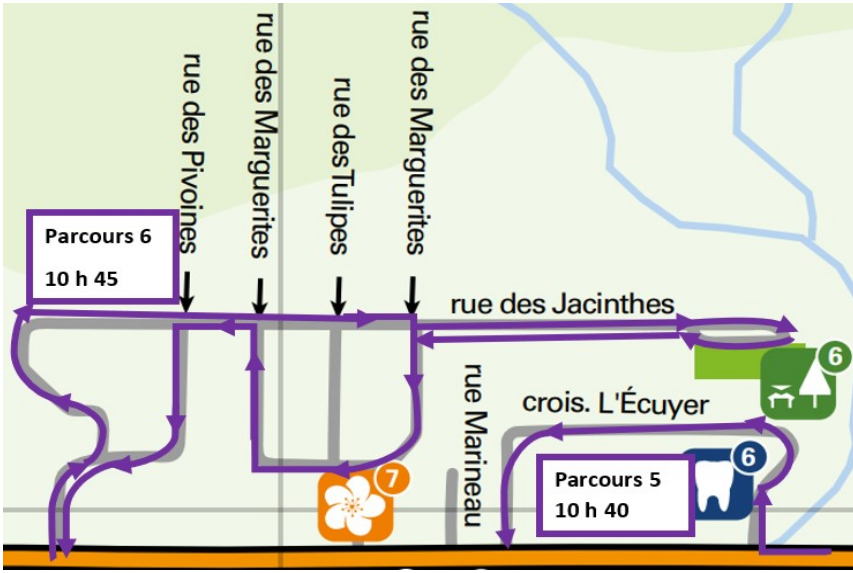 rue des Pivoines
rue des Marguerites
rue desTulipes
rue des Marguerites
Parcours 6
10 h 45
rue des Jacinthes
6
rue Marineau
crois. L'Écuyer
7
Parcours 5
10 h 40
6